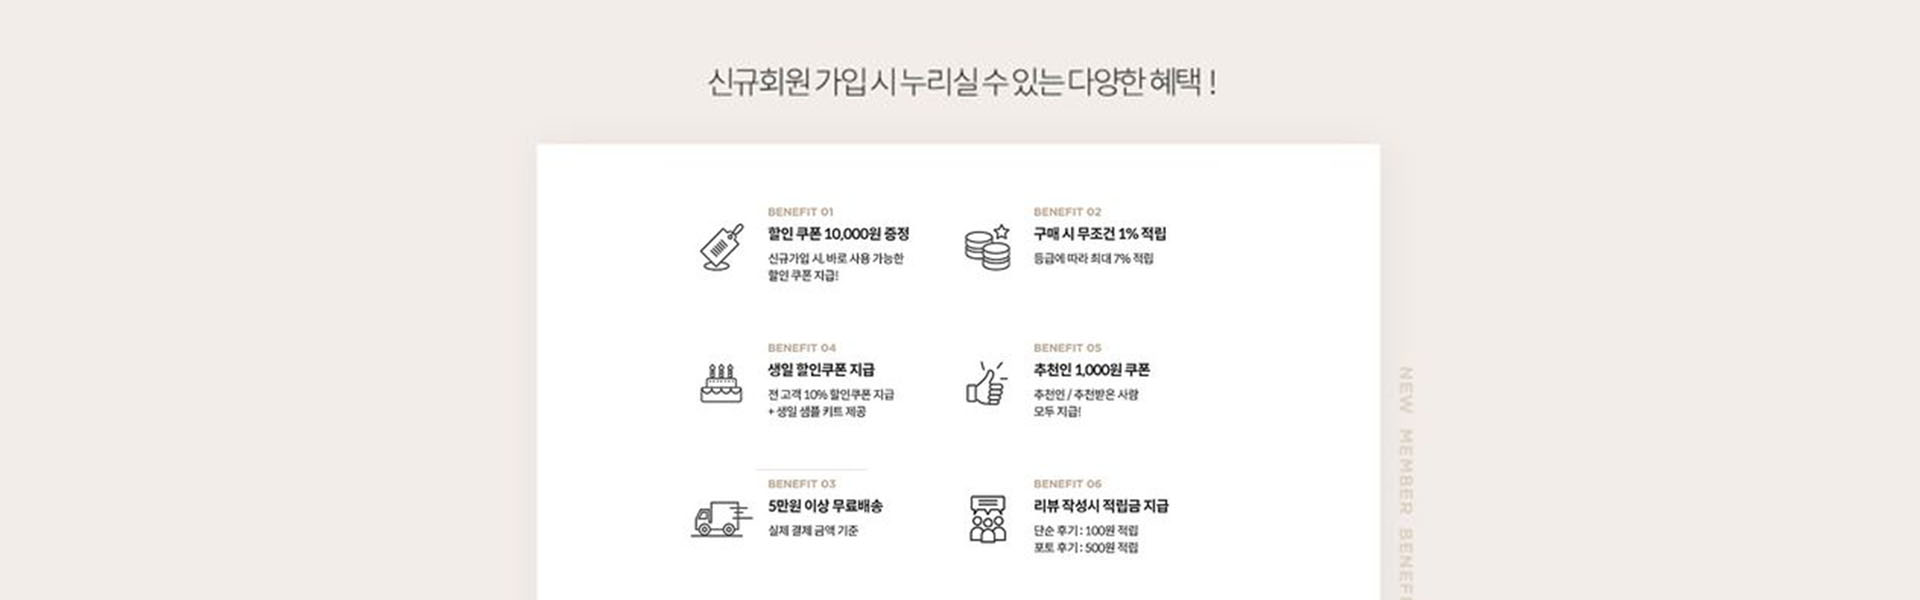 신규회원 가입 시 누리실 수 있는 다양한 혜택 !
BENEFIT 01
할인 쿠폰 10,000원 증정
신규가입 시, 바로 사용 가능한
할인 쿠폰 지급!
BENEFIT 02
구매 시 무조건 1% 적립
등급에 따라 최대 7% 적립
BENEFIT 04
생일 할인쿠폰 지급
전 고객 10% 할인쿠폰 지급
+ 생일 샘플 키트 제공
BENEFIT 05
추천인 1,000원 쿠폰
추천인 / 추천받은 사람
모두 지급!
BENEFIT 03
5만원 이상 무료배송
실제 결제 금액 기준
BENEFIT 06
리뷰 작성시 적립금 지급
단순 후기 : 100원 적립
포토 후기 : 500원 적립
NEW MEMBER BENEF